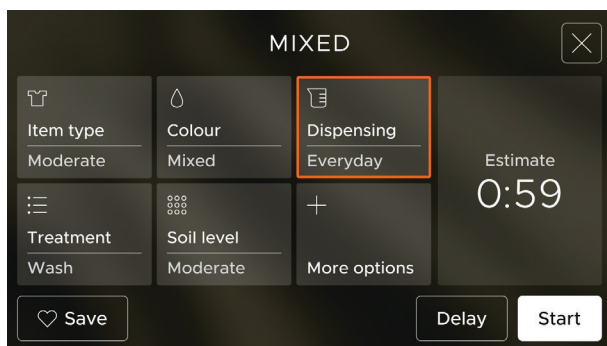 MIXED
Item type
Moderate
Colour
Mixed
Dispensing
Everyday
Estimate
0:59
Treatment
Wash
Soil level
Moderate
More options
Save
Delay
Start